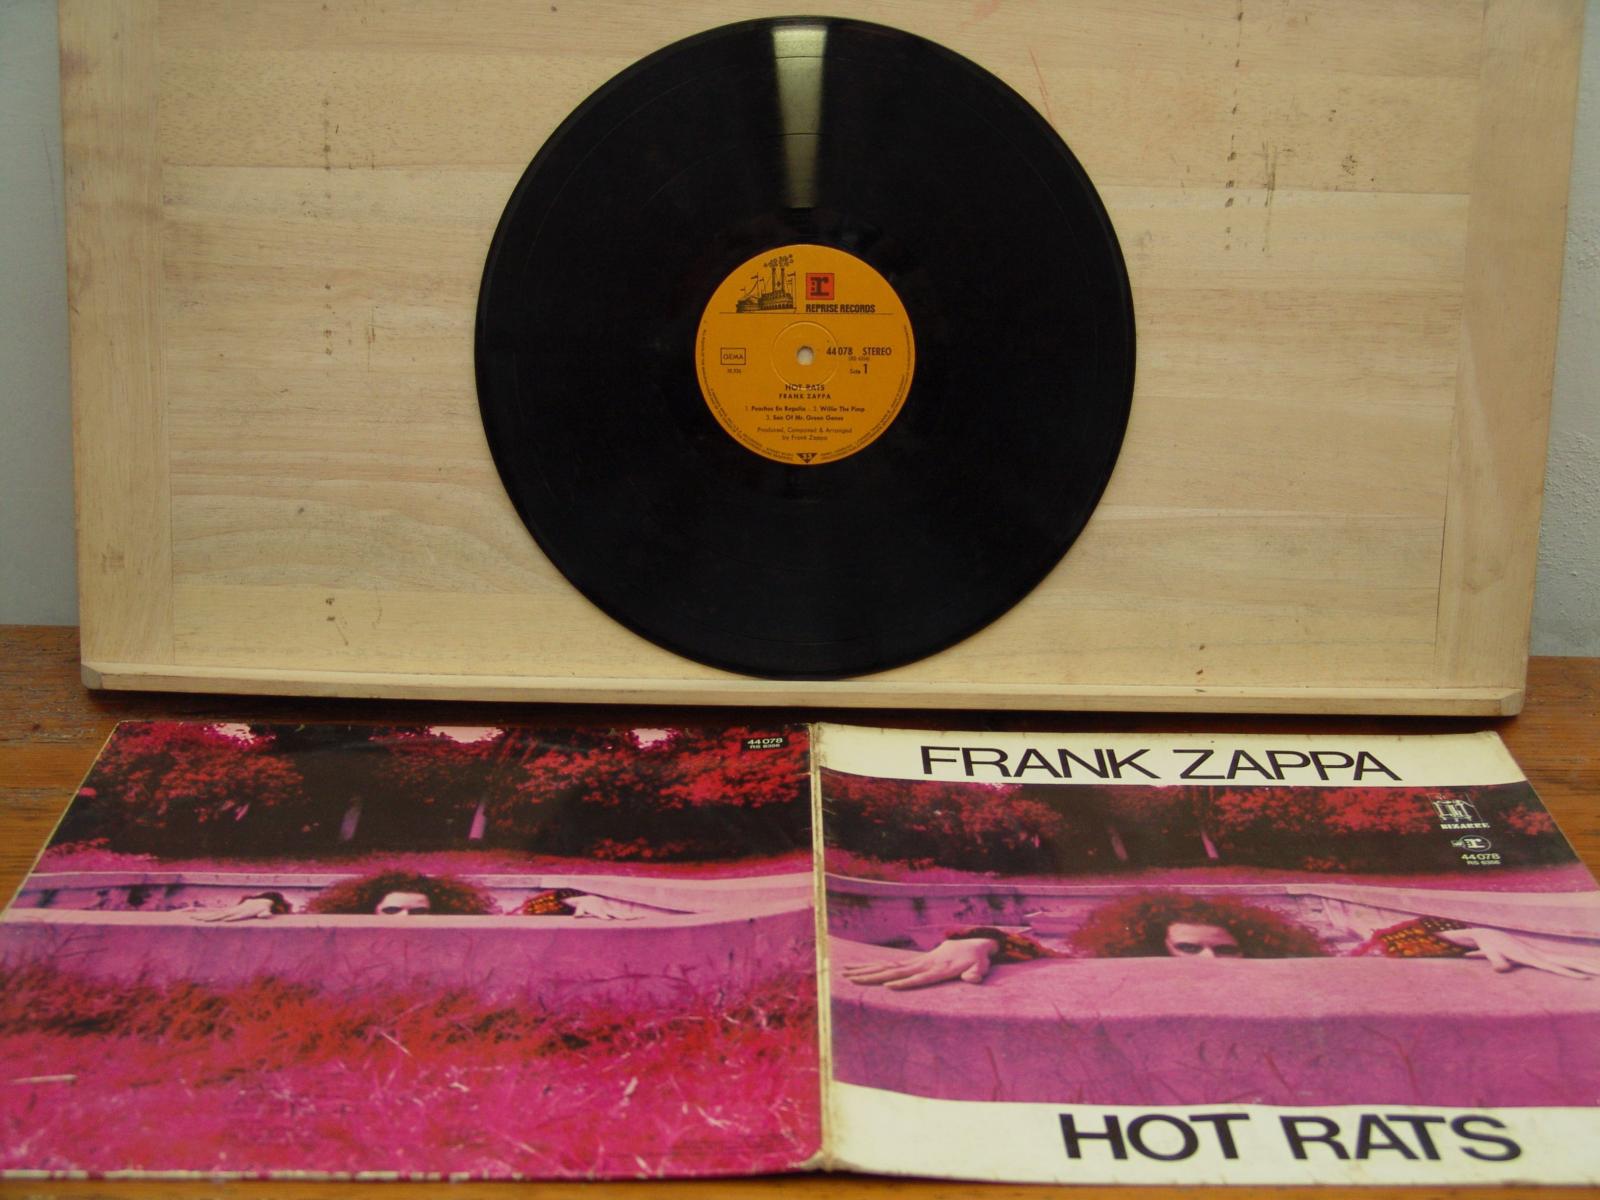 REPRISE RECORDS
GEMA
44 078 STEREO
(RS 6356)
Side 1
HOT RATS
FRANK ZAPPA
1. Peaches En Regalia - 2. Willie The Pimp
3. Son Of Mr. Green Genes
Produced, Composed & Arranged
by Frank Zappa
33
44 078
RS 6356
FRANK ZAPPA
BIZARRE
44 078
RS 6356
HOT RATS